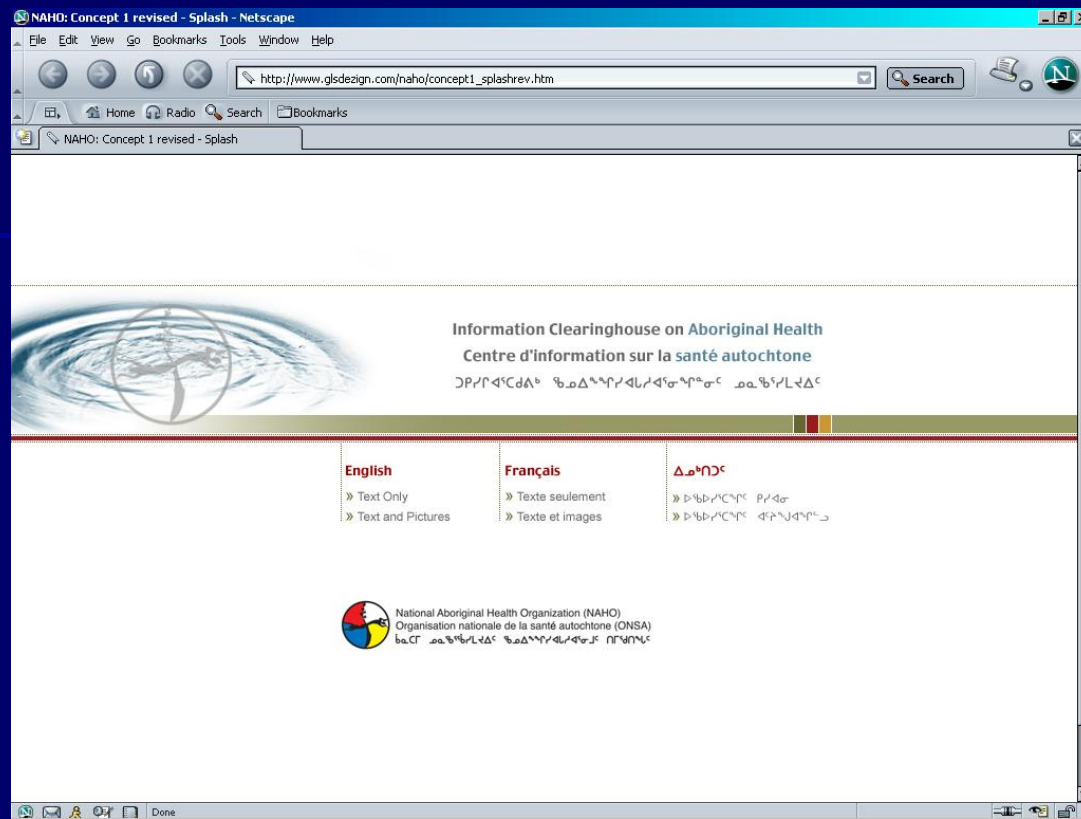 NAHO: Concept 1 revised - Splash - Netscape
File Edit View Go Bookmarks Tools Window Help
http://www.glsdezign.com/naho/concept1_splashrev.htm
Search
Home Radio Search Bookmarks
NAHO: Concept 1 revised - Splash
Information Clearinghouse on Aboriginal Health
Centre d'information sur la santé autochtone
English
» Text Only
» Text and Pictures
Français
» Texte seulement
» Texte et images
ᐃᓄᒃᑎᑐᑦ
National Aboriginal Health Organization (NAHO)
Organisation nationale de la santé autochtone (ONSA)
Done